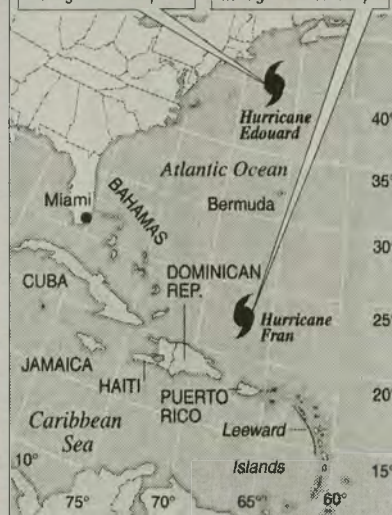 Hurricane
Edouard
40°
Atlantic Ocean
35°
Miami
BAHAMAS
Bermuda
30°
DOMINICAN
REP.
CUBA
25°
Hurricane
Fran
JAMAICA
HAITI
PUERTO
RICO
20°
Caribbean
Sea
Leeward
Islands
10°
15°
75°
70°
65°
60°